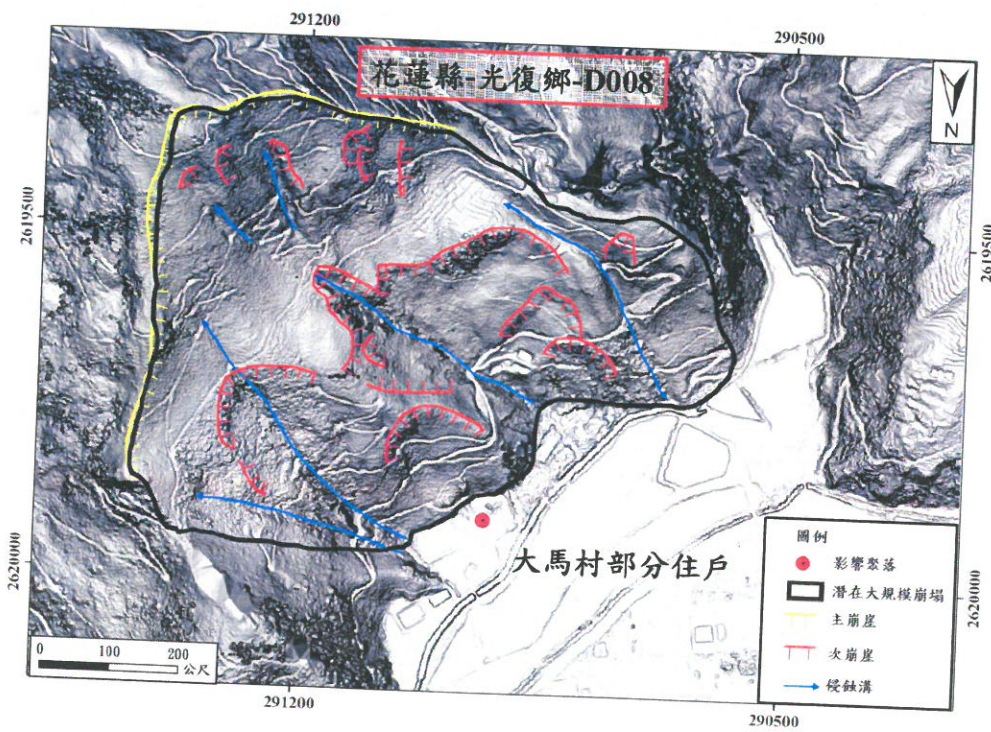 291200
290500
花蓮縣-光復鄉-D008
N
2619500
2619500
大馬村部分住戶
圖例
影響聚落
潛在大規模崩塌
主崩崖
次崩崖
侵蝕溝
2620000
2620000
0 100 200
公尺
291200
290500